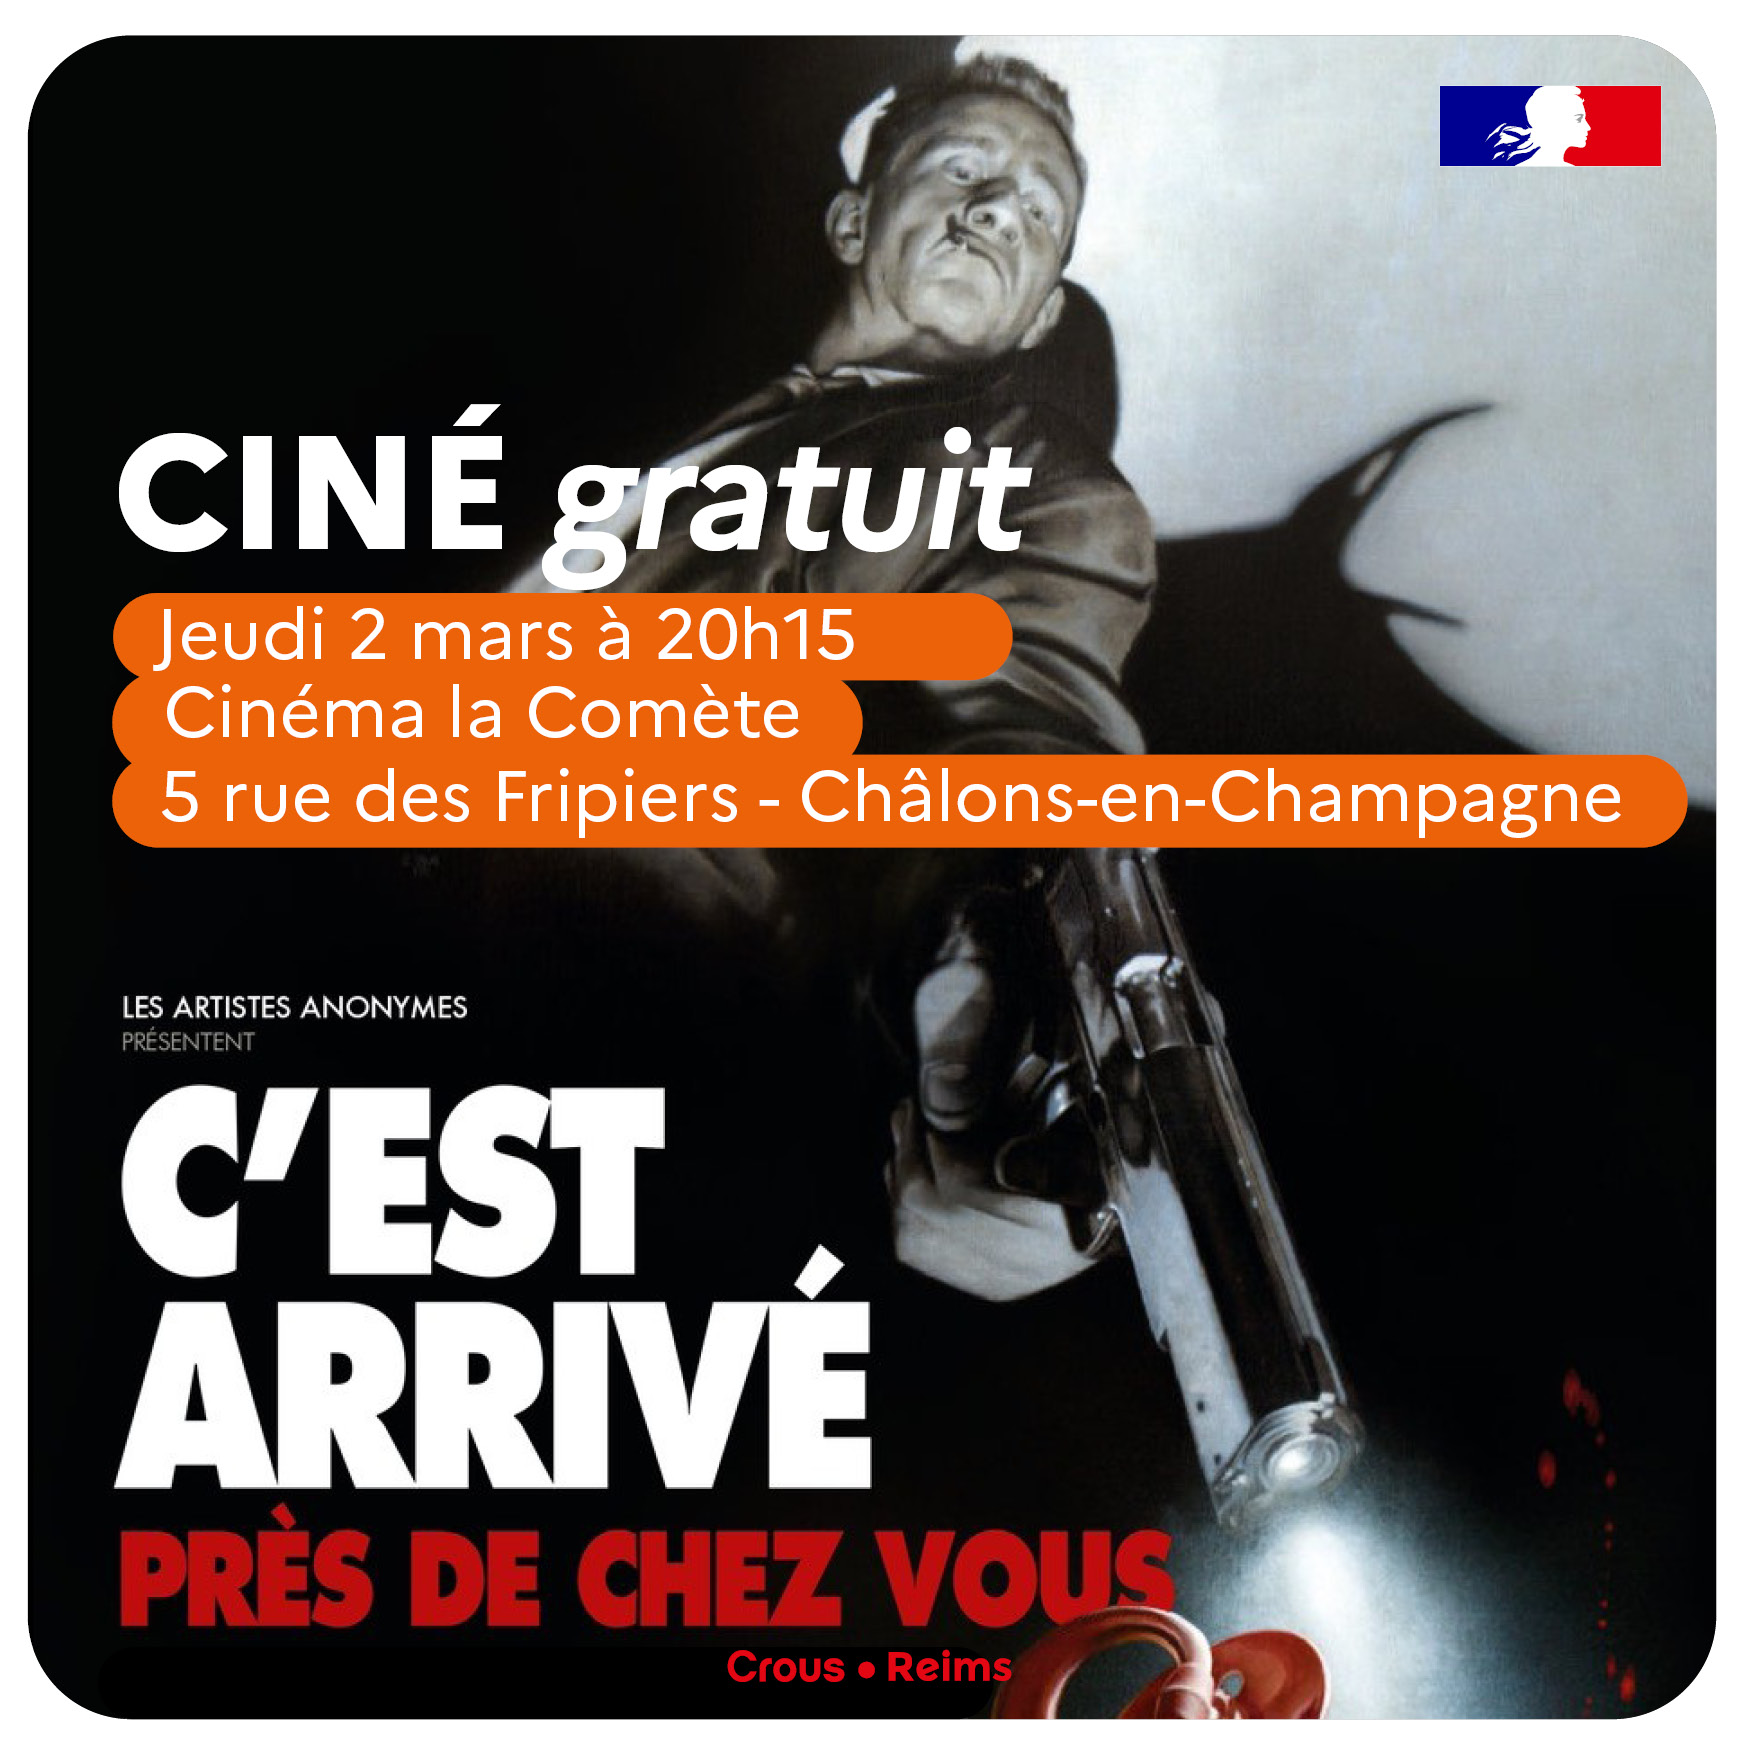 CINÉ gratuit
Jeudi 2 mars à 20h15
Cinéma la Comète
5 rue des Fripiers - Châlons-en-Champagne
LES ARTISTES ANONYMES
PRÉSENTENT
C'EST
ARRIVÉ
PRÈS DE CHEZ VOUS
Crous • Reims